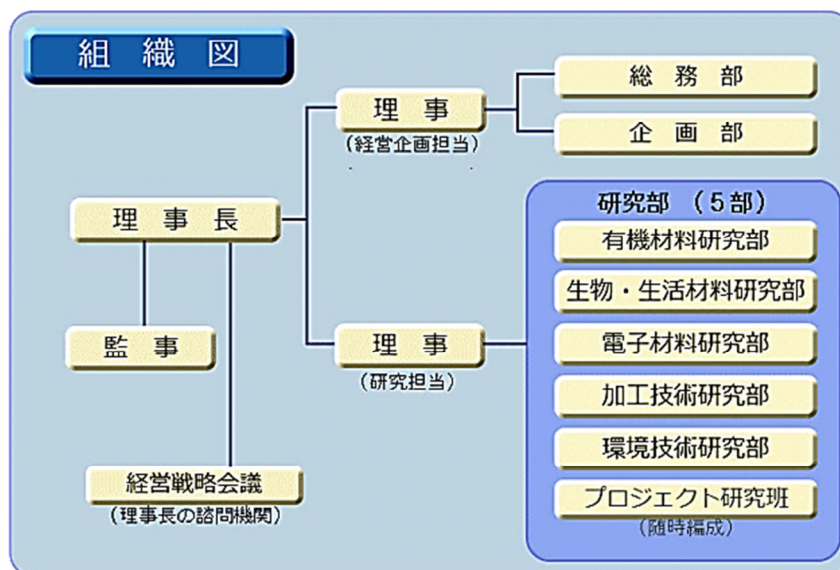 組織図
理事
(経営企画担当)
総務部
企画部
理事長
監事
経営戦略会議
(理事長の諮問機関)
理事
(研究担当)
研究部 (5部)
有機材料研究部
生物・生活材料研究部
電子材料研究部
加工技術研究部
環境技術研究部
プロジェクト研究班
(随時編成)